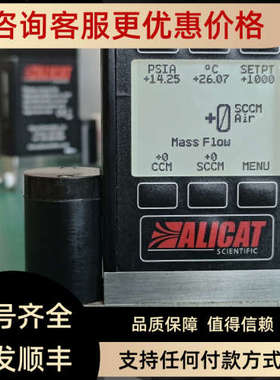 咨询客服更优惠价格
ALICAT
PSIA °C SETPT
+14.25 +26.07 +1000
+0 SCCM
Air
Mass Flow
+0 +0
CCM SCCM MENU
ALICAT
SCIENTIFIC
号齐全
品质保障 值得信赖
发顺丰
支持任何付款方式